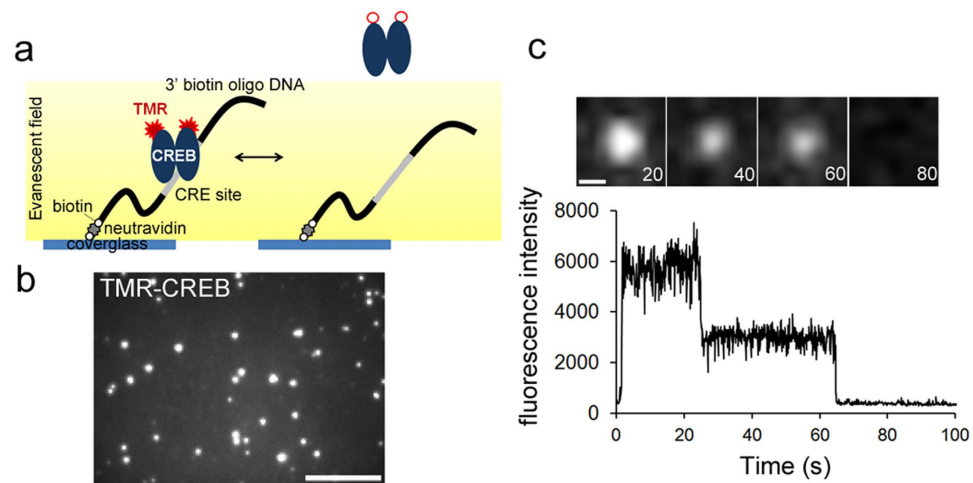 a
3' biotin oligo DNA
TMR
CREB
CRE site
Evanescent field
biotin
neutravidin
coverglass
b
TMR-CREB
c
20
40
60
80
fluorescence intensity
8000
6000
4000
2000
0
0 20 40 60 80 100
Time (s)